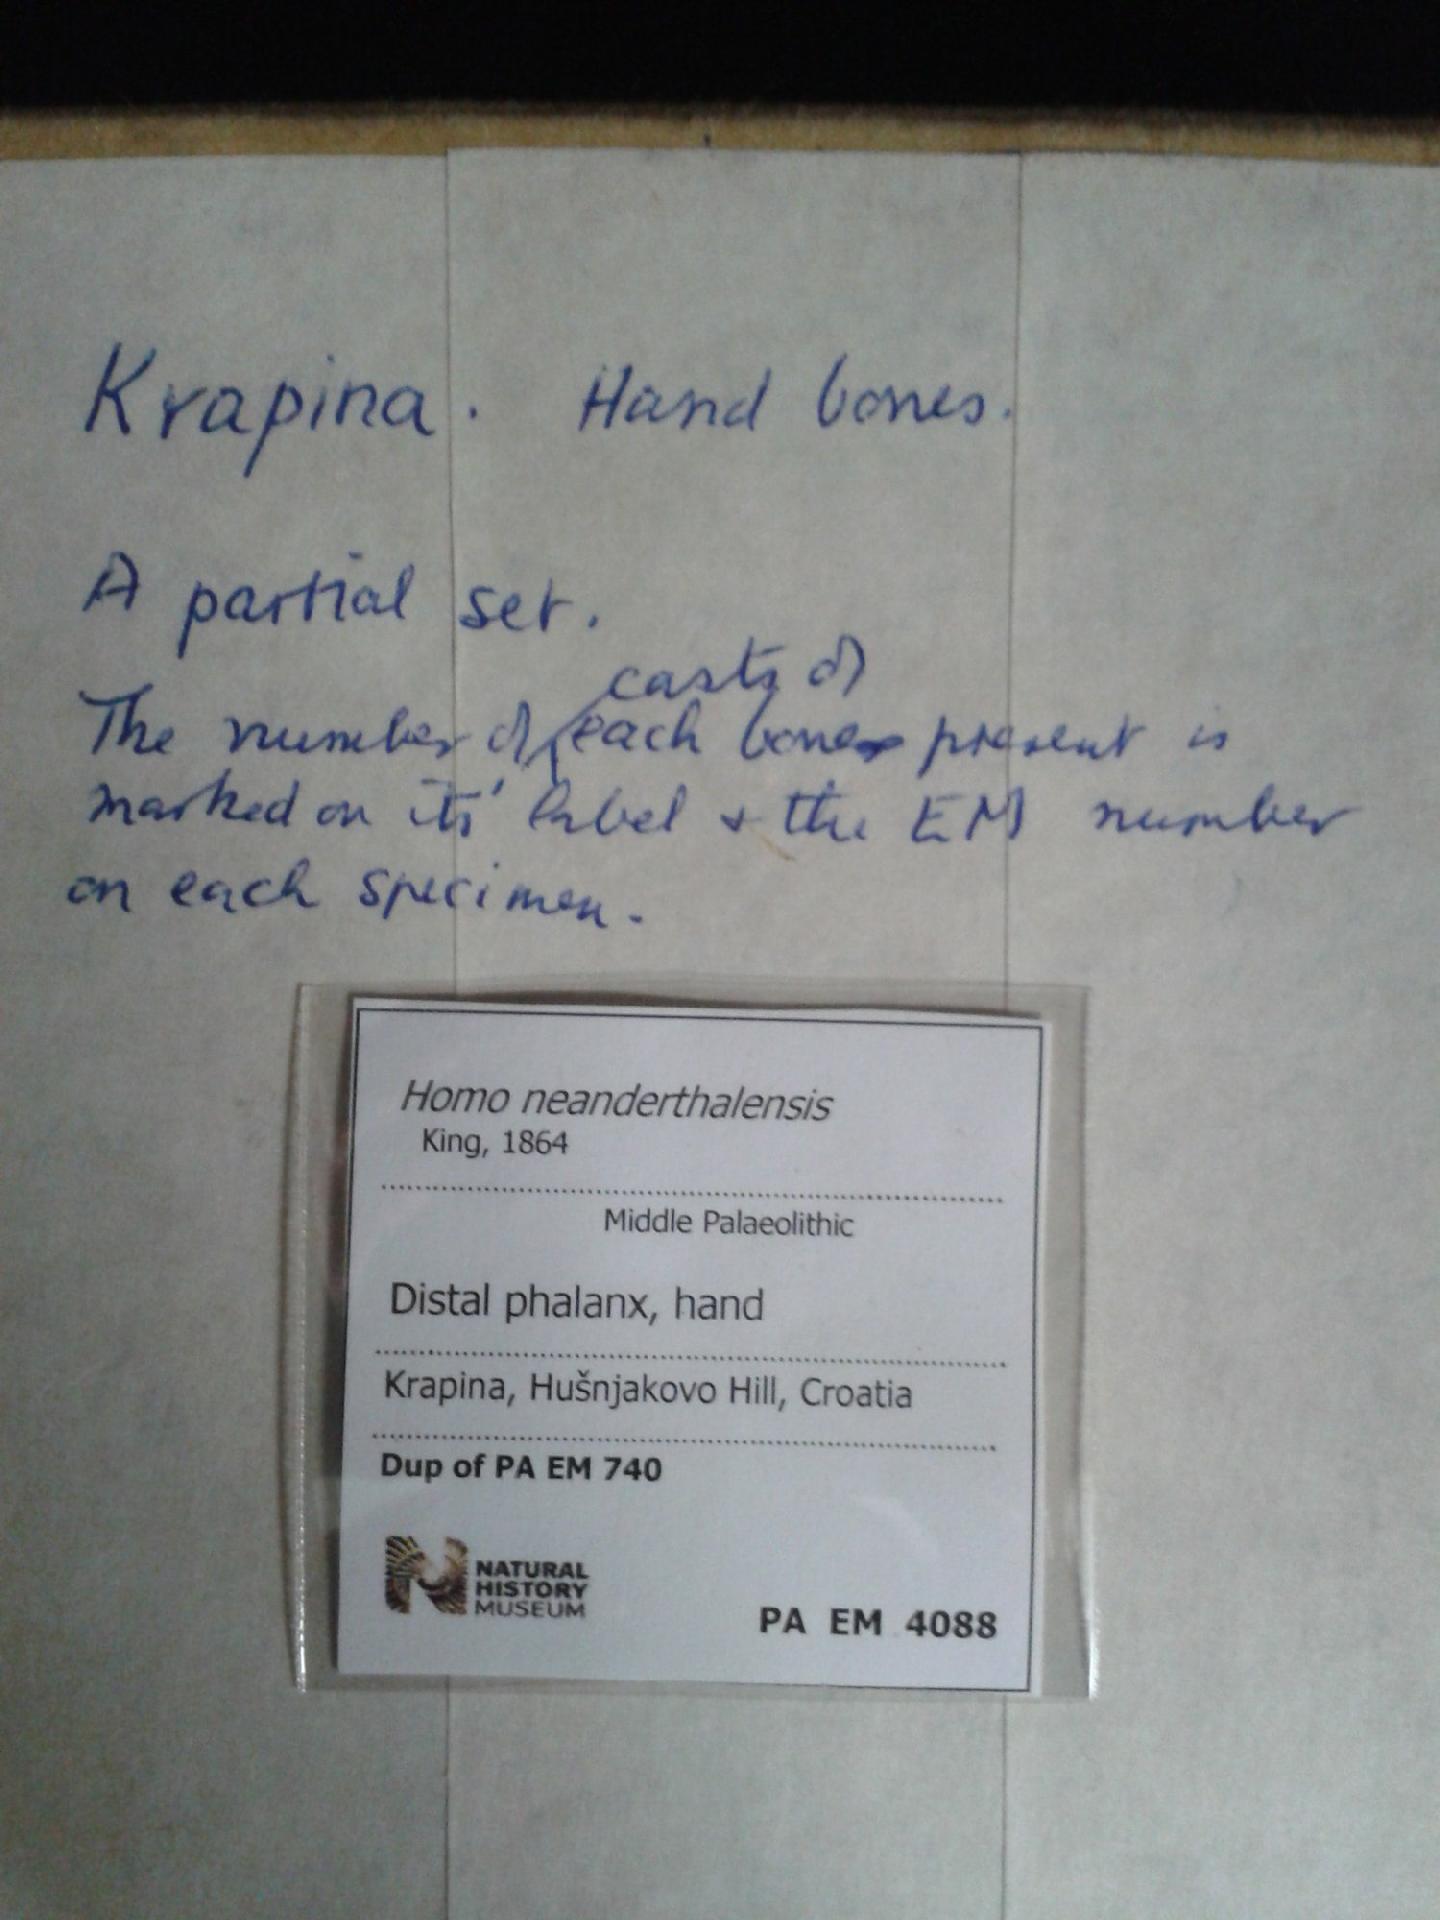 Krapina. Hand bones.
A partial set.
casts of
The number of each bone present is
marked on its' label & the EM number
on each specimen.
Homo neanderthalensis
King, 1864
Middle Palaeolithic
Distal phalanx, hand
Krapina, Hušnjakovo Hill, Croatia
Dup of PA EM 740
NATURAL
HISTORY
MUSEUM
PA EM 4088